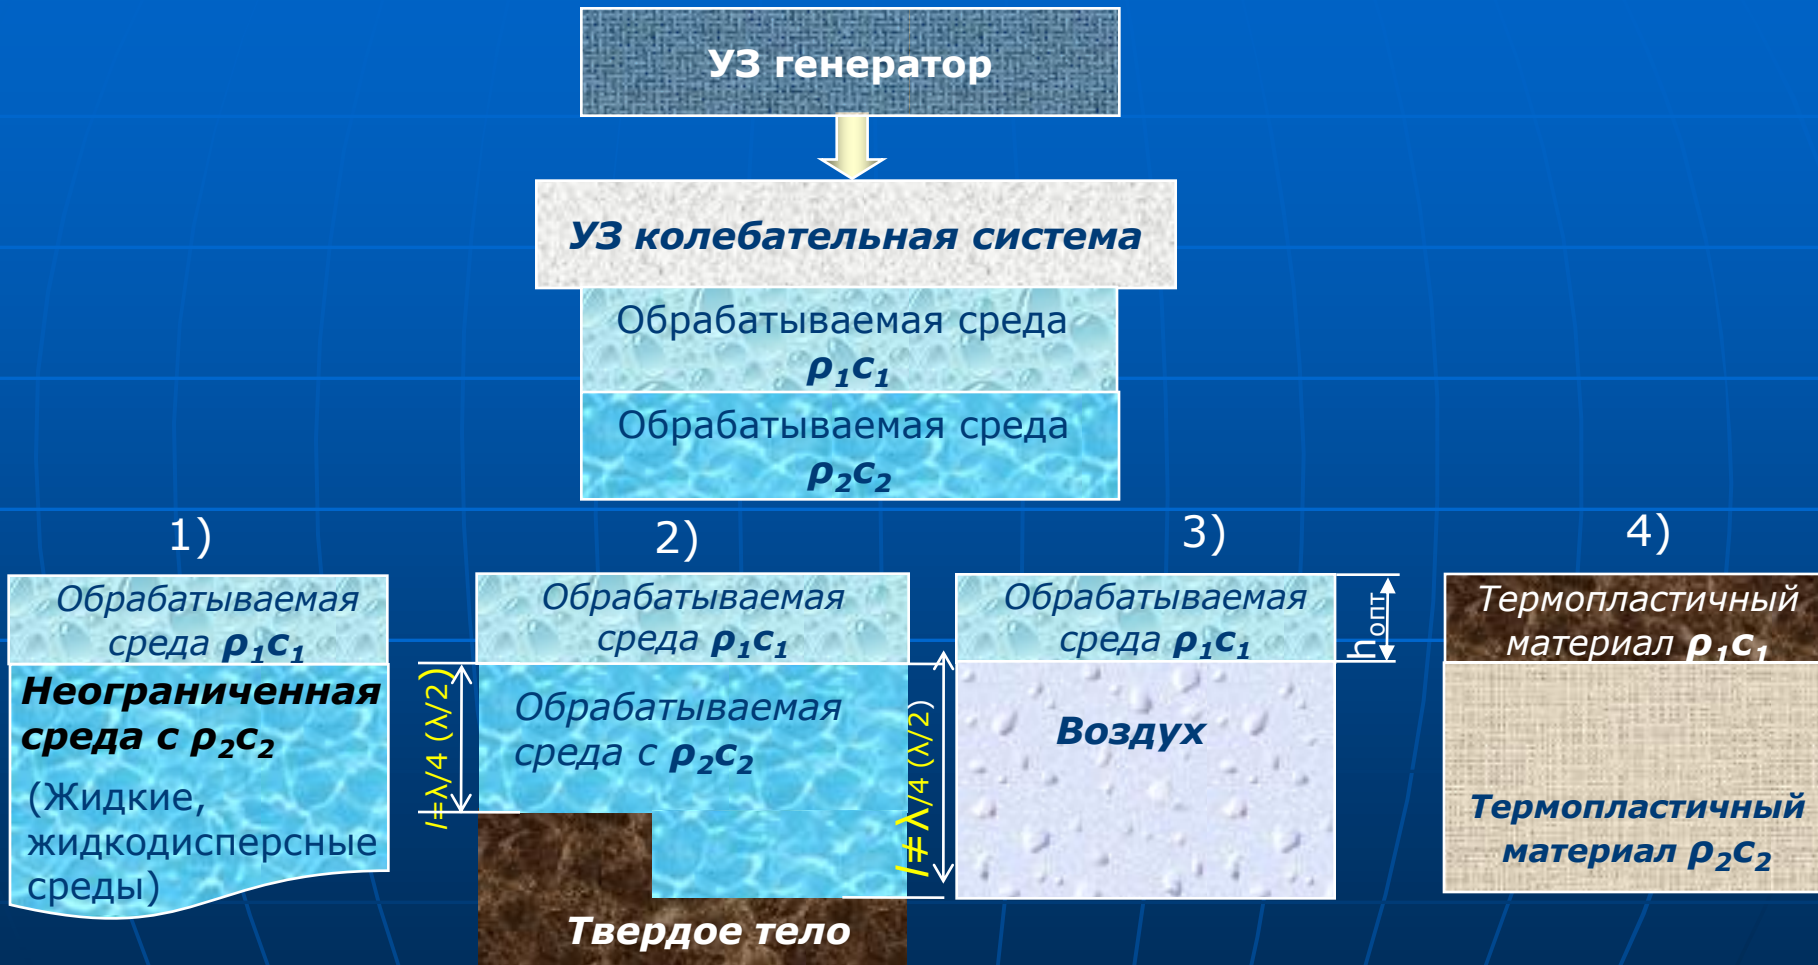 УЗ генератор
УЗ колебательная система
Обрабатываемая среда
ρ₁c₁
Обрабатываемая среда
ρ₂c₂
1)
Обрабатываемая
среда ρ₁c₁
Неограниченная
среда с ρ₂c₂
(Жидкие,
жидкодисперсные
среды)
2)
Обрабатываемая
среда ρ₁c₁
l=λ/4 (λ/2)
Обрабатываемая
среда с ρ₂c₂
l≠λ/4 (λ/2)
Твердое тело
3)
Обрабатываемая
среда ρ₁c₁
hопт
Воздух
4)
Термопластичный
материал ρ₁c₁
Термопластичный
материал ρ₂c₂